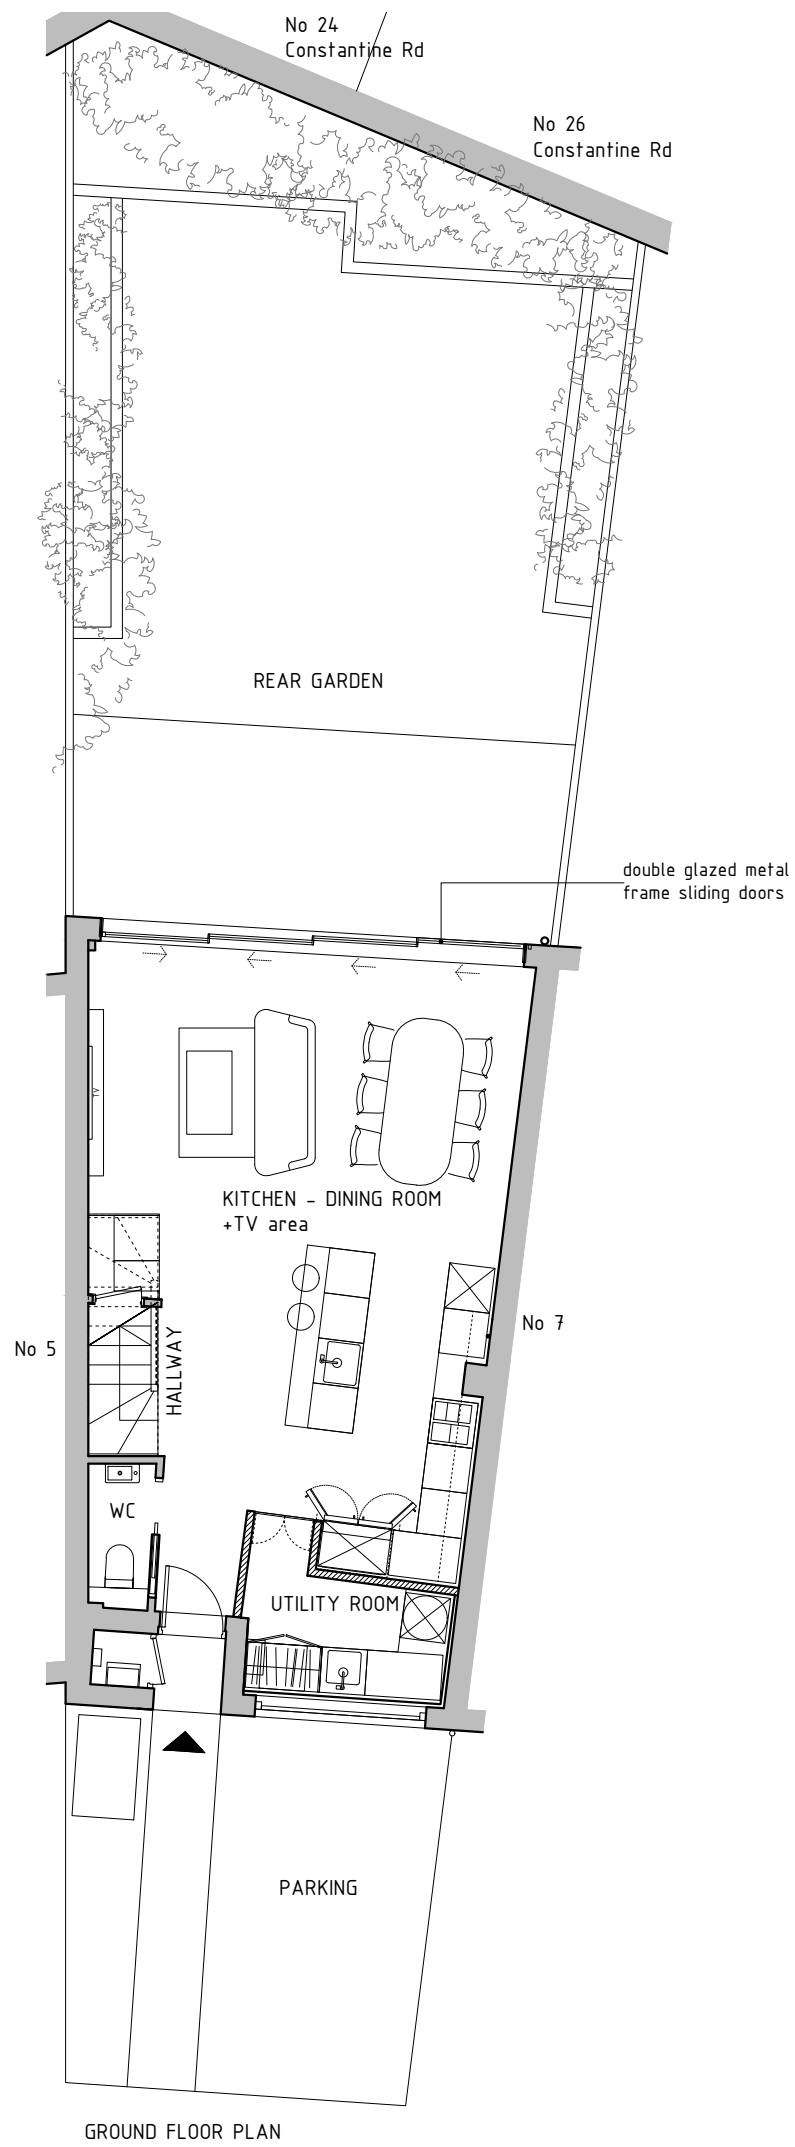 No 24
Constantine Rd
No 26
Constantine Rd
REAR GARDEN
double glazed metal
frame sliding doors
TV
KITCHEN - DINING ROOM
+TV area
No 5
HALLWAY
No 7
WC
UTILITY ROOM
PARKING
GROUND FLOOR PLAN